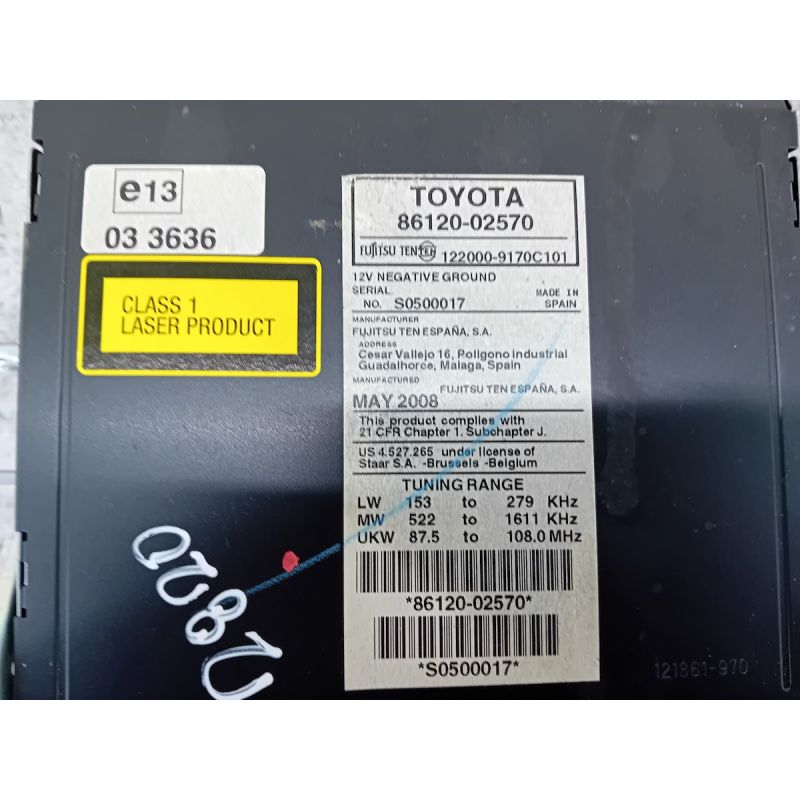 e13
03 3636
CLASS 1
LASER PRODUCT
TOYOTA
86120-02570
FUJITSU TEN TEN 122000-9170C101
12V NEGATIVE GROUND
SERIAL
NO. S0500017
MADE IN
SPAIN
MANUFACTURER
FUJITSU TEN ESPAÑA, S.A.
ADDRESS
Cesar Vallejo 16, Poligono Industrial
Guadalhorce, Malaga, Spain
MANUFACTURED
FUJITSU TEN ESPAÑA, S.A.
MAY 2008
This product complies with
21 CFR Chapter 1. Subchapter J.
US 4.527.265 under license of
Staar S.A. -Brussels -Belgium
TUNING RANGE
LW 153 to 279 KHz
MW 522 to 1611 KHz
UKW 87.5 to 108.0 MHz
*86120-02570*
*S0500017*
121861-970